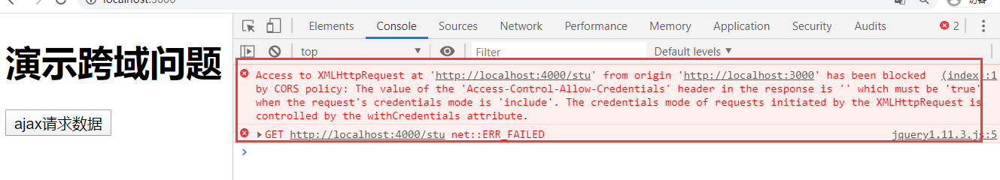 localhost:3000
访客
Elements Console Sources Network Performance Memory Application Security Audits 2
top Filter Default levels
演示跨域问题
Access to XMLHttpRequest at 'http://localhost:4000/stu' from origin 'http://localhost:3000' has been blocked (index):1
by CORS policy: The value of the 'Access-Control-Allow-Credentials' header in the response is '' which must be 'true'
when the request's credentials mode is 'include'. The credentials mode of requests initiated by the XMLHttpRequest is
controlled by the withCredentials attribute.
ajax请求数据
GET http://localhost:4000/stu net::ERR_FAILED jquery1.11.3.js:5